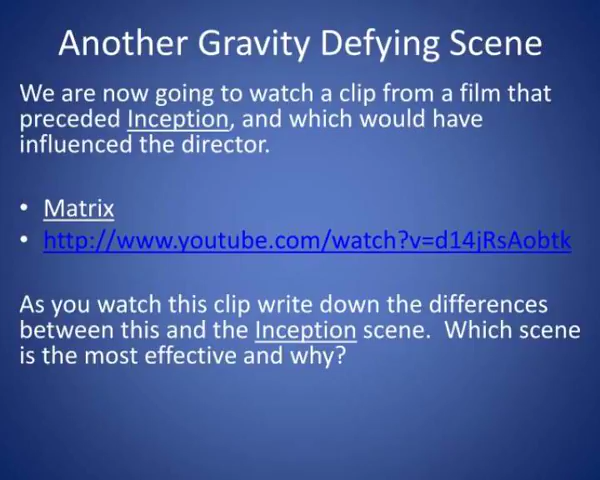 Another Gravity Defying Scene
We are now going to watch a clip from a film that
preceded Inception, and which would have
influenced the director.
• Matrix
• http://www.youtube.com/watch?v=d14jRsAobtk
As you watch this clip write down the differences
between this and the Inception scene.  Which scene
is the most effective and why?